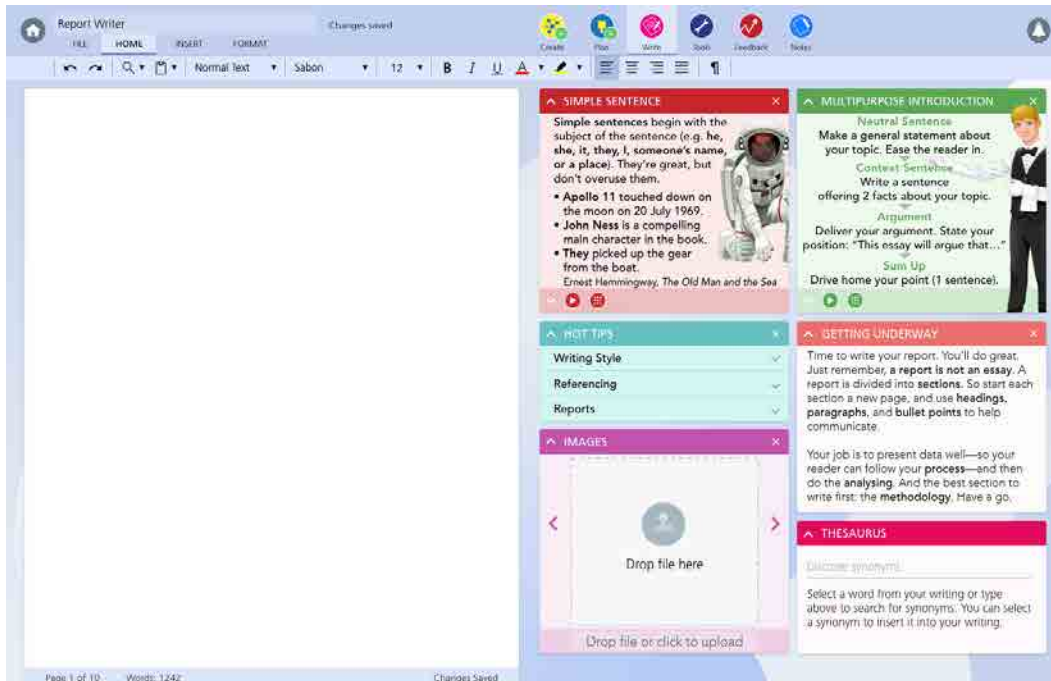 Report Writer
Changes saved
FILE HOME INSERT FORMAT
Create Plan Write Tools Feedback Notes
Normal Text Sabon 12 B I U A ¶
SIMPLE SENTENCE
Simple sentences begin with the
subject of the sentence (e.g. he,
she, it, they, I, someone's name,
or a place). They're great, but
don't overuse them.
• Apollo 11 touched down on
the moon on 20 July 1969.
• John Ness is a compelling
main character in the book.
• They picked up the gear
from the boat.
Ernest Hemmingway, The Old Man and the Sea
MULTIPURPOSE INTRODUCTION
Neutral Sentence
Make a general statement about
your topic. Ease the reader in.
Context Sentence
Write a sentence
offering 2 facts about your topic.
Argument
Deliver your argument. State your
position: "This essay will argue that..."
Sum Up
Drive home your point (1 sentence).
HOT TIPS
Writing Style
Referencing
Reports
GETTING UNDERWAY
Time to write your report. You'll do great.
Just remember, a report is not an essay. A
report is divided into sections. So start each
section a new page, and use headings,
paragraphs, and bullet points to help
communicate.
Your job is to present data well—so your
reader can follow your process—and then
do the analysing. And the best section to
write first: the methodology. Have a go.
IMAGES
Drop file here
Drop file or click to upload
THESAURUS
Discover synonyms
Select a word from your writing or type
above to search for synonyms. You can select
a synonym to insert it into your writing.
Page 1 of 10 Words: 1242 Changes Saved